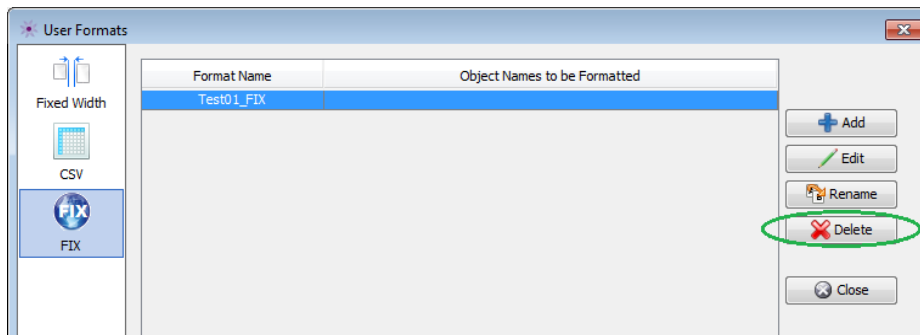 User Formats
Fixed Width
CSV
FIX
FIX
Format Name Object Names to be Formatted
Test01_FIX
Add
Edit
Rename
Delete
Close